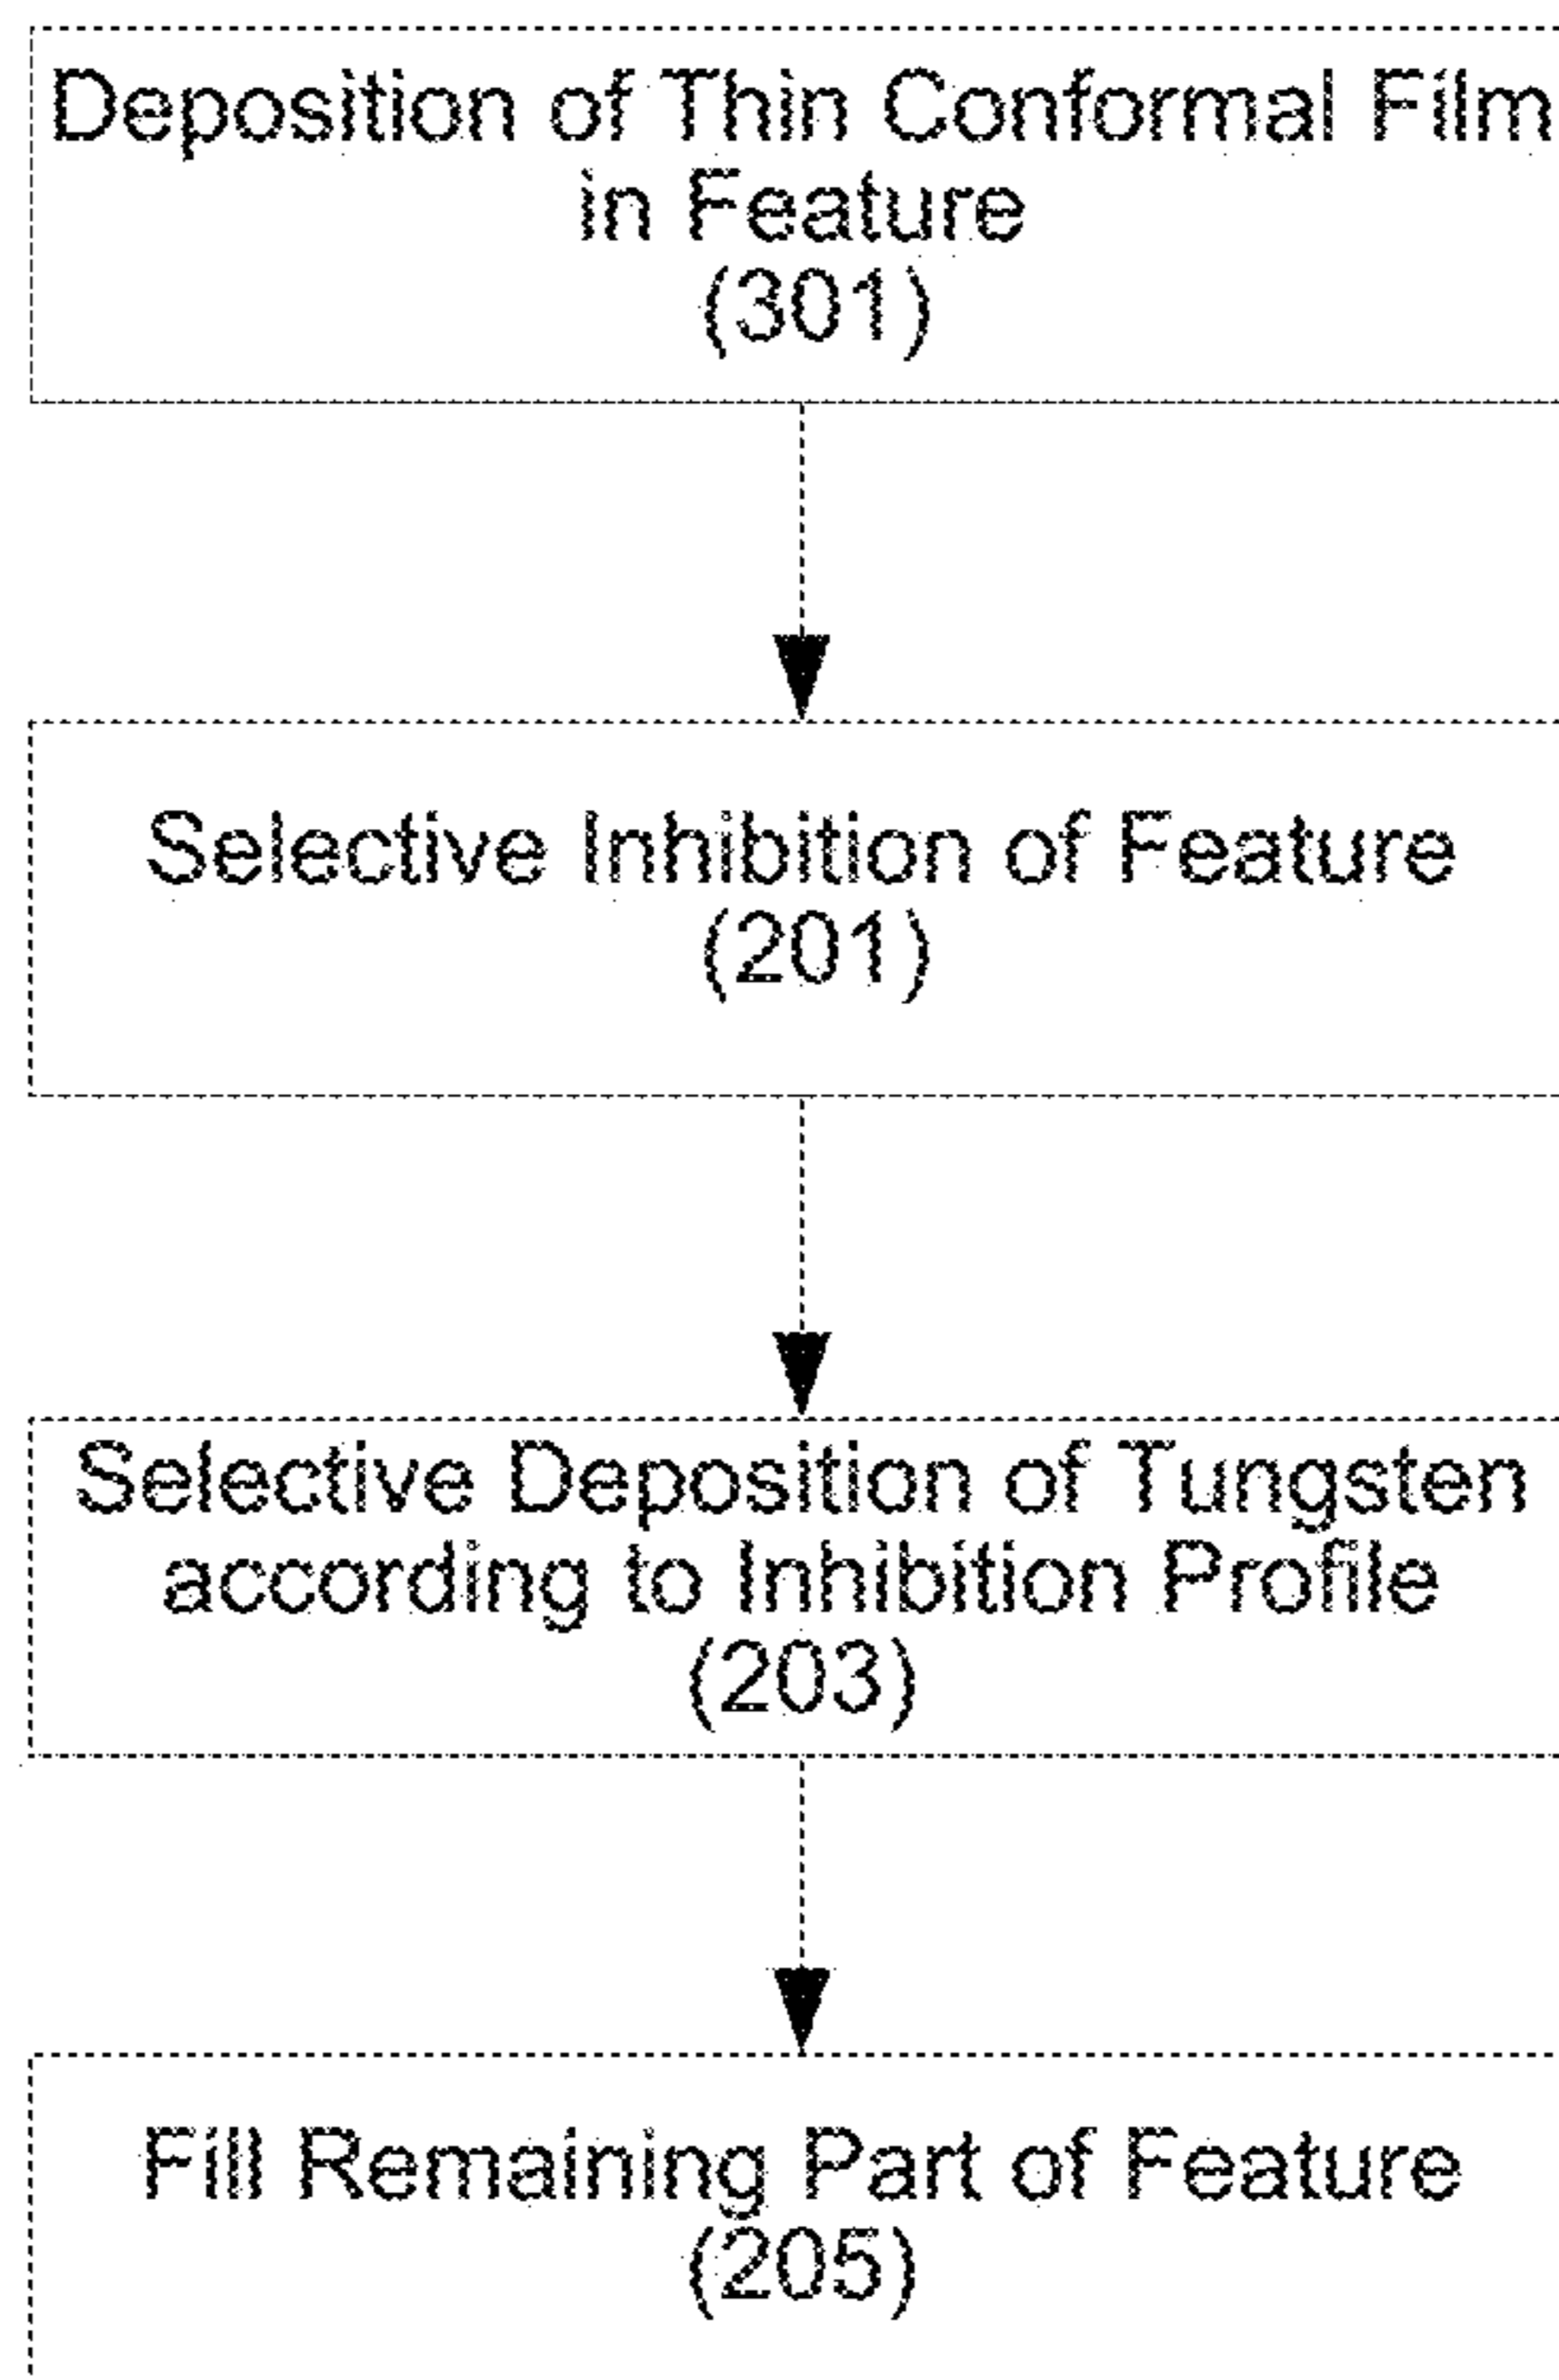 Deposition of Thin Conformal Film
in Feature
(301)
Selective Inhibition of Feature
(201)
Selective Deposition of Tungsten
according to Inhibition Profile
(203)
Fill Remaining Part of Feature
(205)